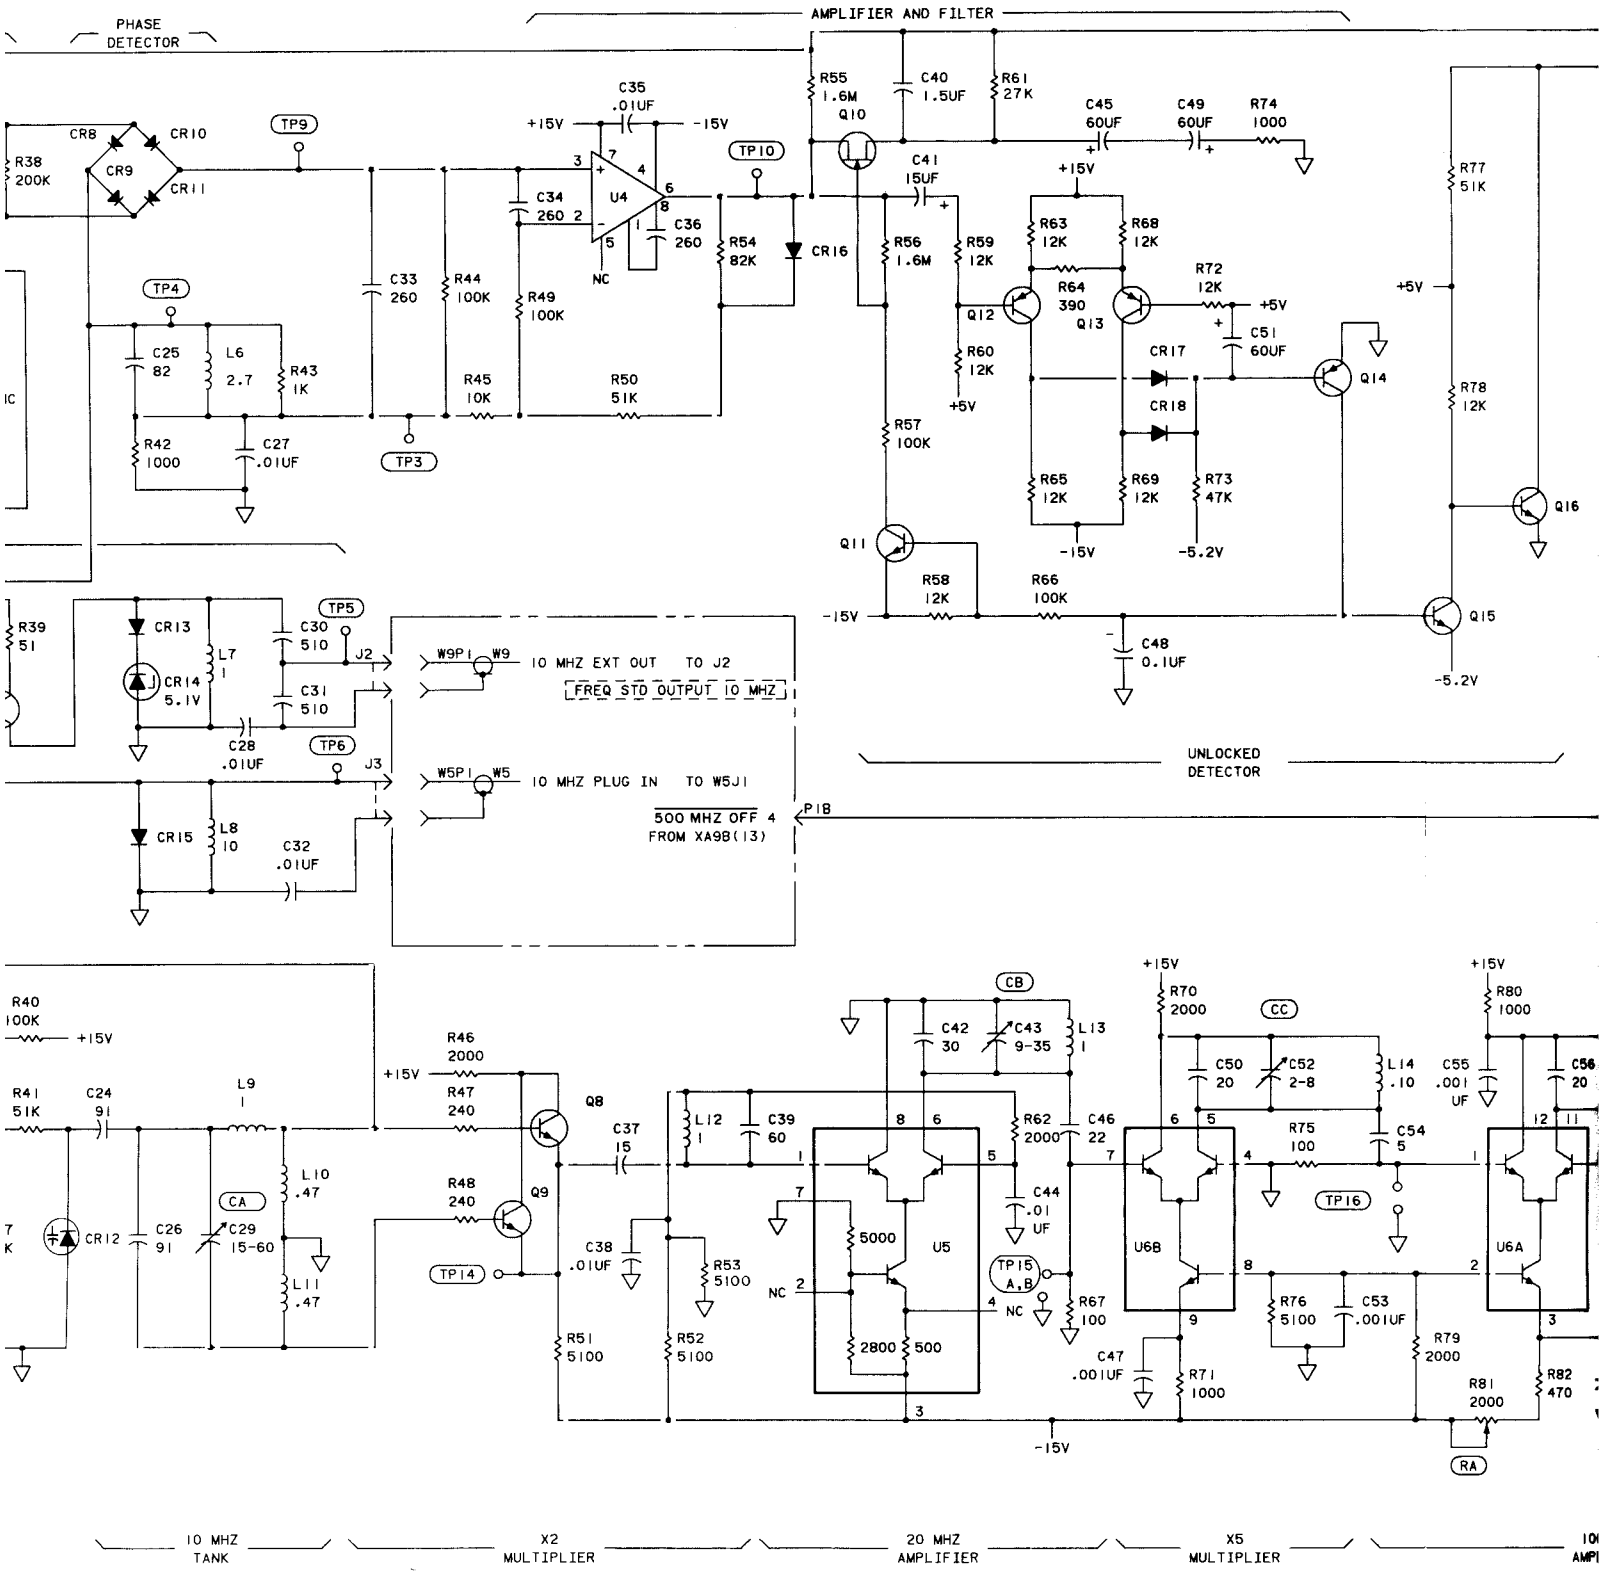 AMPLIFIER AND FILTER
PHASE
DETECTOR
R38
200K
CR8
CR10
CR9
CR11
TP9
+15V
C35
.01UF
-15V
7
3
+
4
U4
6
8
2
-
1
5
NC
C34
260
C36
260
R54
82K
TP10
CR16
R55
1.6M
Q10
C40
1.5UF
R61
27K
C45
60UF
+
C49
60UF
+
R74
1000
C41
15UF
+
R56
1.6M
R59
12K
+15V
R63
12K
R68
12K
R64
390
Q12
Q13
R72
12K
+5V
+
C51
60UF
R60
12K
+5V
CR17
CR18
Q14
R77
51K
+5V
R78
12K
Q16
TP4
C25
82
L6
2.7
R43
1K
R42
1000
C27
.01UF
C33
260
R44
100K
R49
100K
R45
10K
R50
51K
TP3
R57
100K
R65
12K
R69
12K
R73
47K
-15V
-5.2V
IC
Q11
R58
12K
R66
100K
-15V
-
C48
0.1UF
Q15
-5.2V
R39
51
CR13
CR14
5.1V
L7
1
C30
510
C31
510
TP5
J2
W9P1
W9
10 MHZ EXT OUT TO J2
FREQ STD OUTPUT 10 MHZ
C28
.01UF
TP6
J3
W5P1
W5
10 MHZ PLUG IN TO W5J1
500 MHZ OFF 4
FROM XA9B(13)
P1B
CR15
L8
10
C32
.01UF
UNLOCKED
DETECTOR
R40
100K
+15V
R41
51K
C24
91
L9
1
CR12
C26
91
CA
C29
15-60
L10
.47
L11
.47
7
K
+15V
R46
2000
R47
240
Q8
R48
240
Q9
TP14
C37
15
L12
1
C39
60
C38
.01UF
R53
5100
R51
5100
R52
5100
C42
30
CB
C43
9-35
L13
1
8
6
1
5
7
5000
U5
2
NC
4
NC
2800
500
3
R62
2000
C46
22
C44
.01
UF
TP15
A,B
R67
100
+15V
R70
2000
CC
C50
20
C52
2-8
L14
.10
6
5
7
4
U6B
8
9
R75
100
C54
5
TP16
C47
.001UF
R71
1000
R76
5100
C53
.001UF
R79
2000
-15V
+15V
R80
1000
C55
.001
UF
C56
20
12
11
1
U6A
2
3
R81
2000
R82
470
RA
10 MHZ
TANK
X2
MULTIPLIER
20 MHZ
AMPLIFIER
X5
MULTIPLIER
10
AMPL